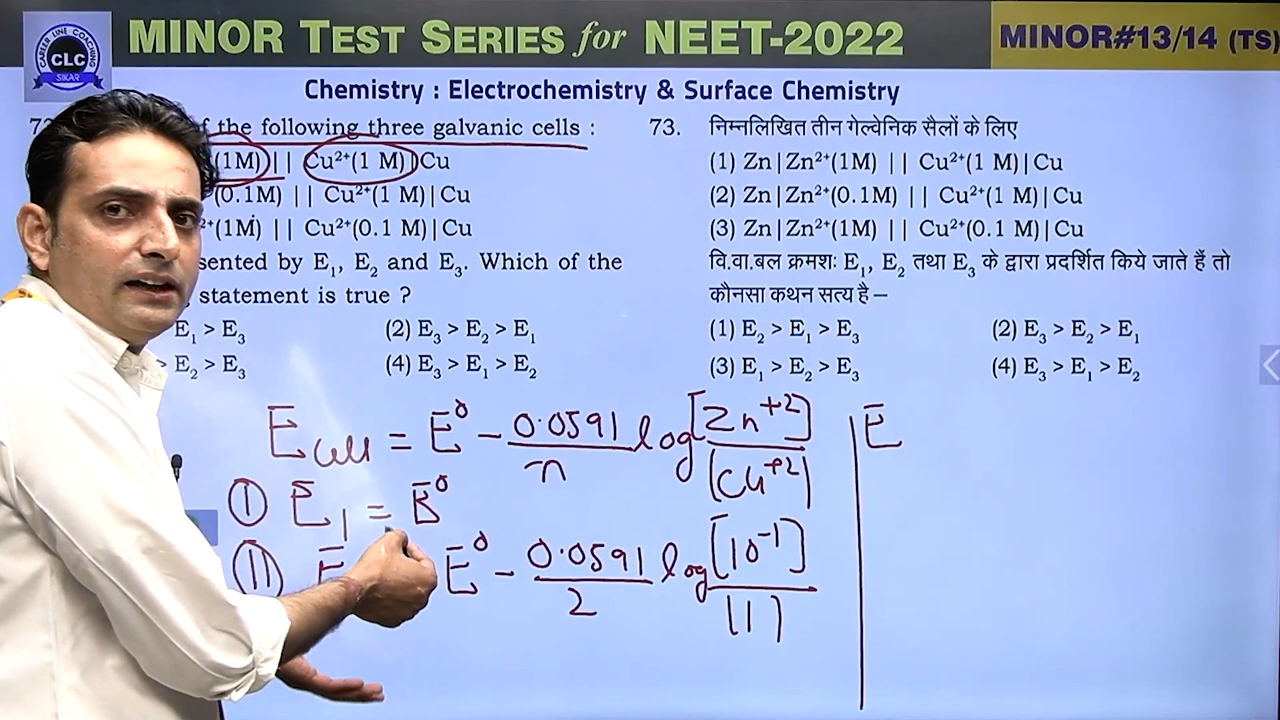 CAREER LINE COACHING
CLC
SIKAR
MINOR TEST SERIES for NEET-2022
MINOR#13/14 (TS)
Chemistry : Electrochemistry & Surface Chemistry
of the following three galvanic cells :
(1M) || Cu²⁺(1 M)|Cu
(0.1M) || Cu²⁺(1 M)|Cu
²⁺(1M) || Cu²⁺(0.1 M)|Cu
by E₁, E₂ and E₃. Which of the
statement is true ?
E₁ > E₃
(2) E₃ > E₂ > E₁
> E₂ > E₃
(4) E₃ > E₁ > E₂
73. निम्नलिखित तीन गेल्वेनिक सैलों के लिए
(1) Zn|Zn²⁺(1M) || Cu²⁺(1 M)|Cu
(2) Zn|Zn²⁺(0.1M) || Cu²⁺(1 M)|Cu
(3) Zn|Zn²⁺(1M) || Cu²⁺(0.1 M)|Cu
वि.वा.बल क्रमशः E₁, E₂ तथा E₃ के द्वारा प्रदर्शित किये जाते हैं तो
कौनसा कथन सत्य है –
(1) E₂ > E₁ > E₃
(2) E₃ > E₂ > E₁
(3) E₁ > E₂ > E₃
(4) E₃ > E₁ > E₂
E cell = E⁰ - 0.0591/n log [Zn⁺²]/[Cu⁺²]
(I) E₁ = E⁰
(II) E⁰ - 0.0591/2 log [10⁻¹]/[1]
E